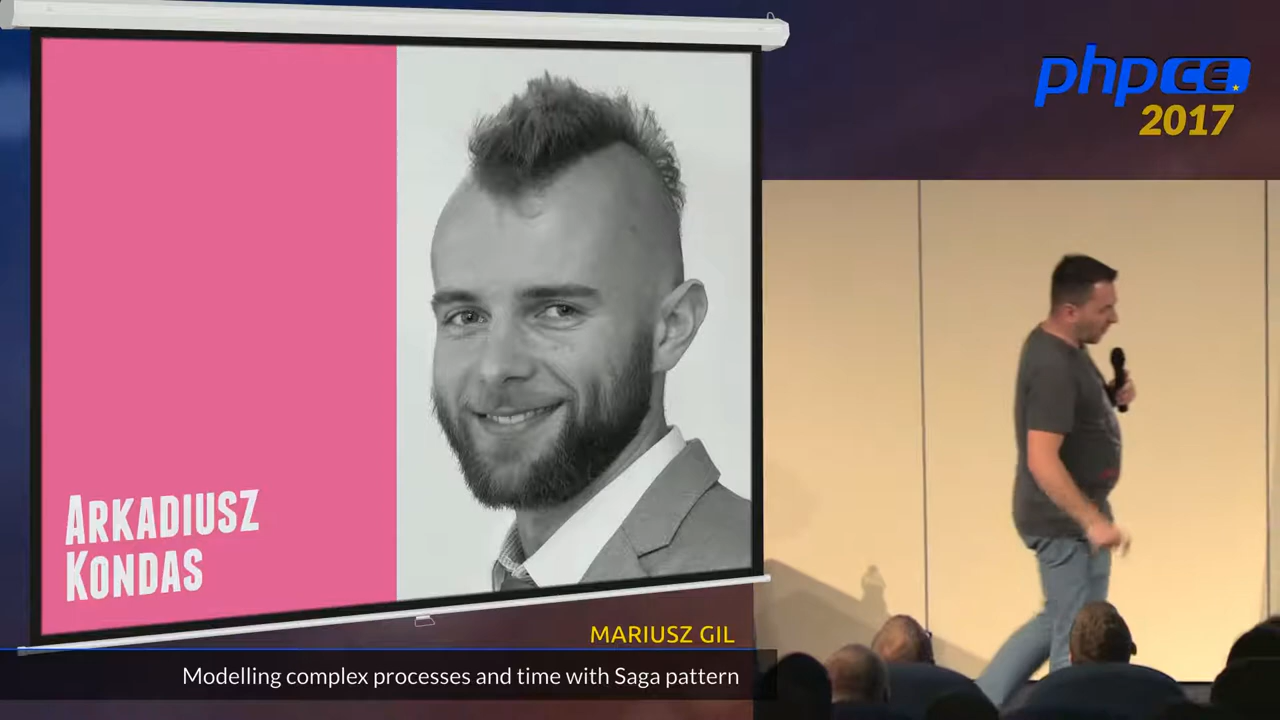 ARKADIUSZ
KONDAS
phpCE
2017
MARIUSZ GIL
Modelling complex processes and time with Saga pattern